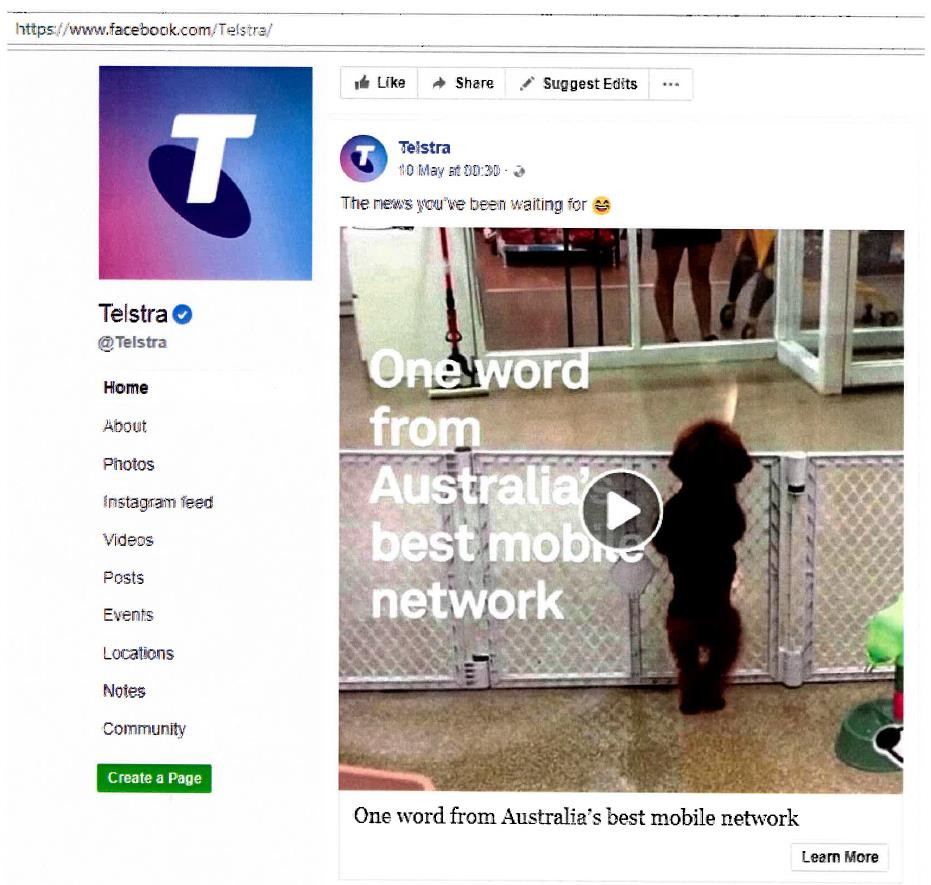 https://www.facebook.com/Telstra/
Like
Share
Suggest Edits
Telstra
10 May at 00:30
The news you've been waiting for
One word
from
Australia's
best mobile
network
Telstra
@Telstra
Home
About
Photos
Instagram feed
Videos
Posts
Events
Locations
Notes
Community
Create a Page
One word from Australia's best mobile network
Learn More